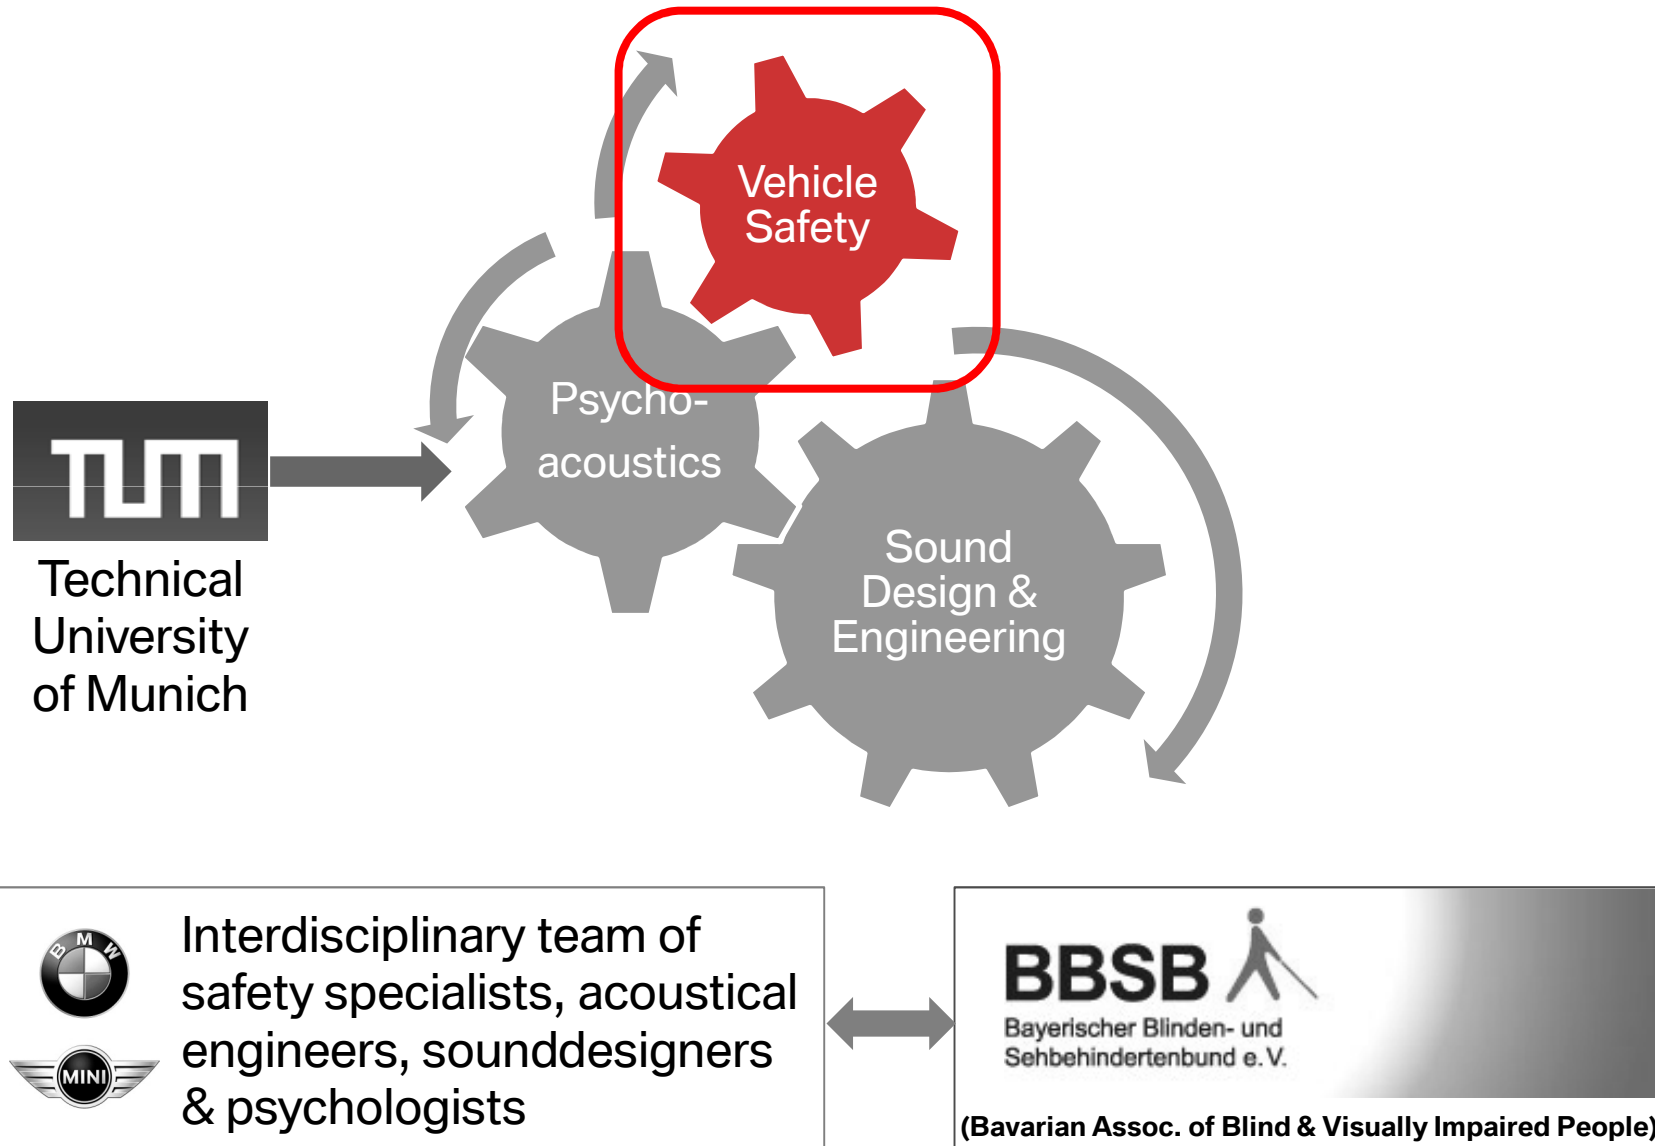 Vehicle
Safety
Psycho-
acoustics
Sound
Design &
Engineering
TUM
Technical
University
of Munich
BMW
MINI
Interdisciplinary team of
safety specialists, acoustical
engineers, sounddesigners
& psychologists
BBSB
Bayerischer Blinden- und
Sehbehindertenbund e.V.
(Bavarian Assoc. of Blind & Visually Impaired People)